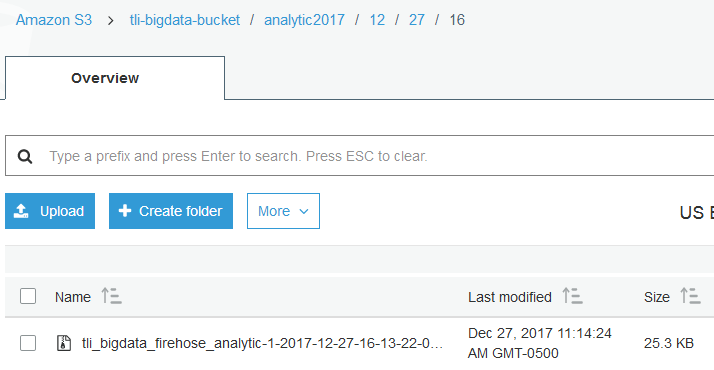 Amazon S3 > tli-bigdata-bucket / analytic2017 / 12 / 27 / 16
Overview
Type a prefix and press Enter to search. Press ESC to clear.
Upload + Create folder More
US E
Name Last modified Size
tli_bigdata_firehose_analytic-1-2017-12-27-16-13-22-0... Dec 27, 2017 11:14:24 25.3 KB
AM GMT-0500